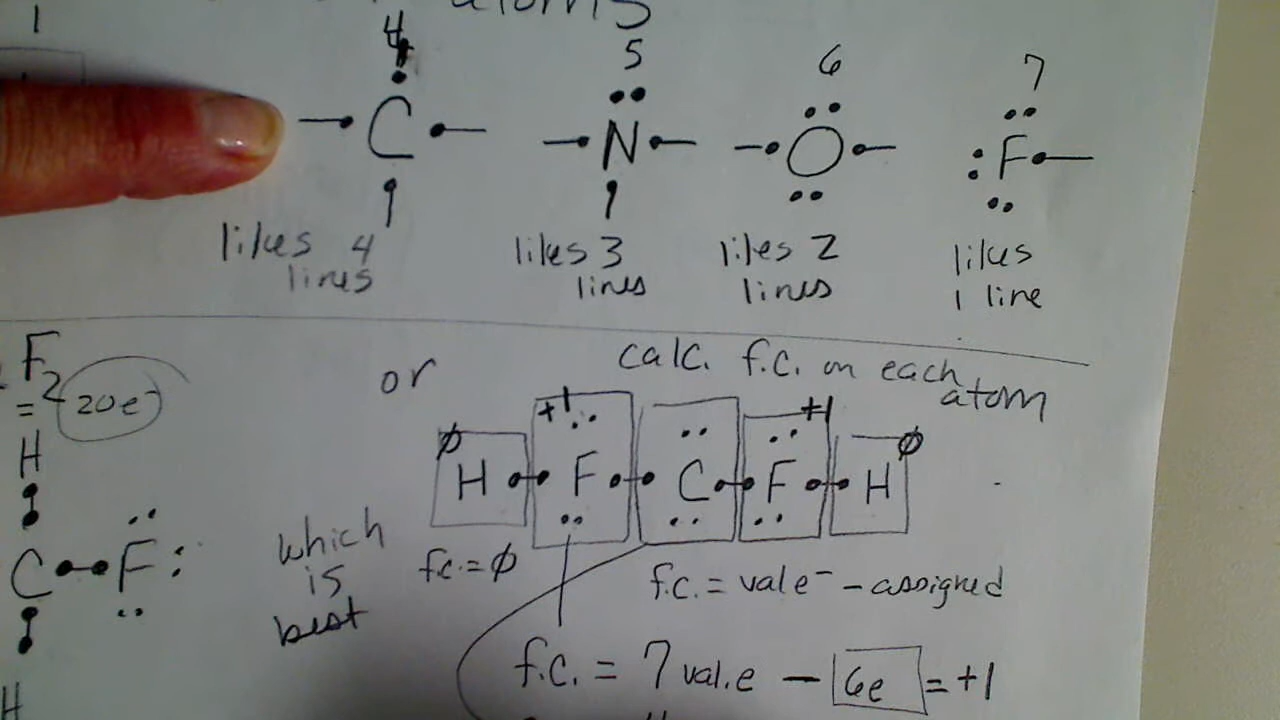 atoms
1
4 5 6 7
C N O F
likes 4 lines
likes 3 lines
likes 2 lines
likes 1 line
F2
= 20e-
H
C F
H
or
which
is
best
calc. f.c. on each
atom
∅ +1 +1 ∅
H F C F H
f.c. = ∅
f.c. = val e- - assigned
f.c. = 7 val. e - 6e = +1